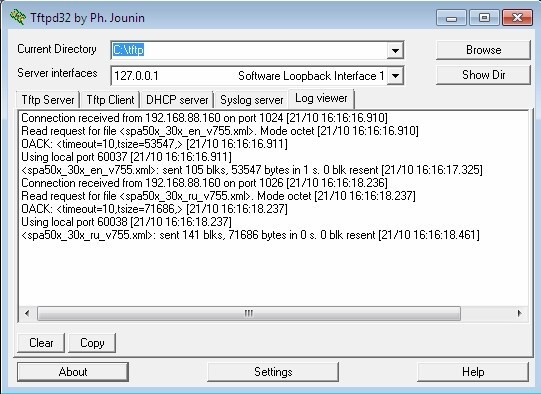 Tftpd32 by Ph. Jounin
Current Directory C:\tftp Browse
Server interfaces 127.0.0.1 Software Loopback Interface 1 Show Dir
Tftp Server Tftp Client DHCP server Syslog server Log viewer
Connection received from 192.168.88.160 on port 1024 [21/10 16:16:16.910]
Read request for file <spa50x_30x_en_v755.xml>. Mode octet [21/10 16:16:16.910]
OACK: <timeout=10,tsize=53547,> [21/10 16:16:16.911]
Using local port 60037 [21/10 16:16:16.911]
<spa50x_30x_en_v755.xml>: sent 105 blks, 53547 bytes in 1 s. 0 blk resent [21/10 16:16:17.325]
Connection received from 192.168.88.160 on port 1026 [21/10 16:16:18.236]
Read request for file <spa50x_30x_ru_v755.xml>. Mode octet [21/10 16:16:18.237]
OACK: <timeout=10,tsize=71686,> [21/10 16:16:18.237]
Using local port 60038 [21/10 16:16:18.237]
<spa50x_30x_ru_v755.xml>: sent 141 blks, 71686 bytes in 0 s. 0 blk resent [21/10 16:16:18.461]
Clear Copy
About Settings Help